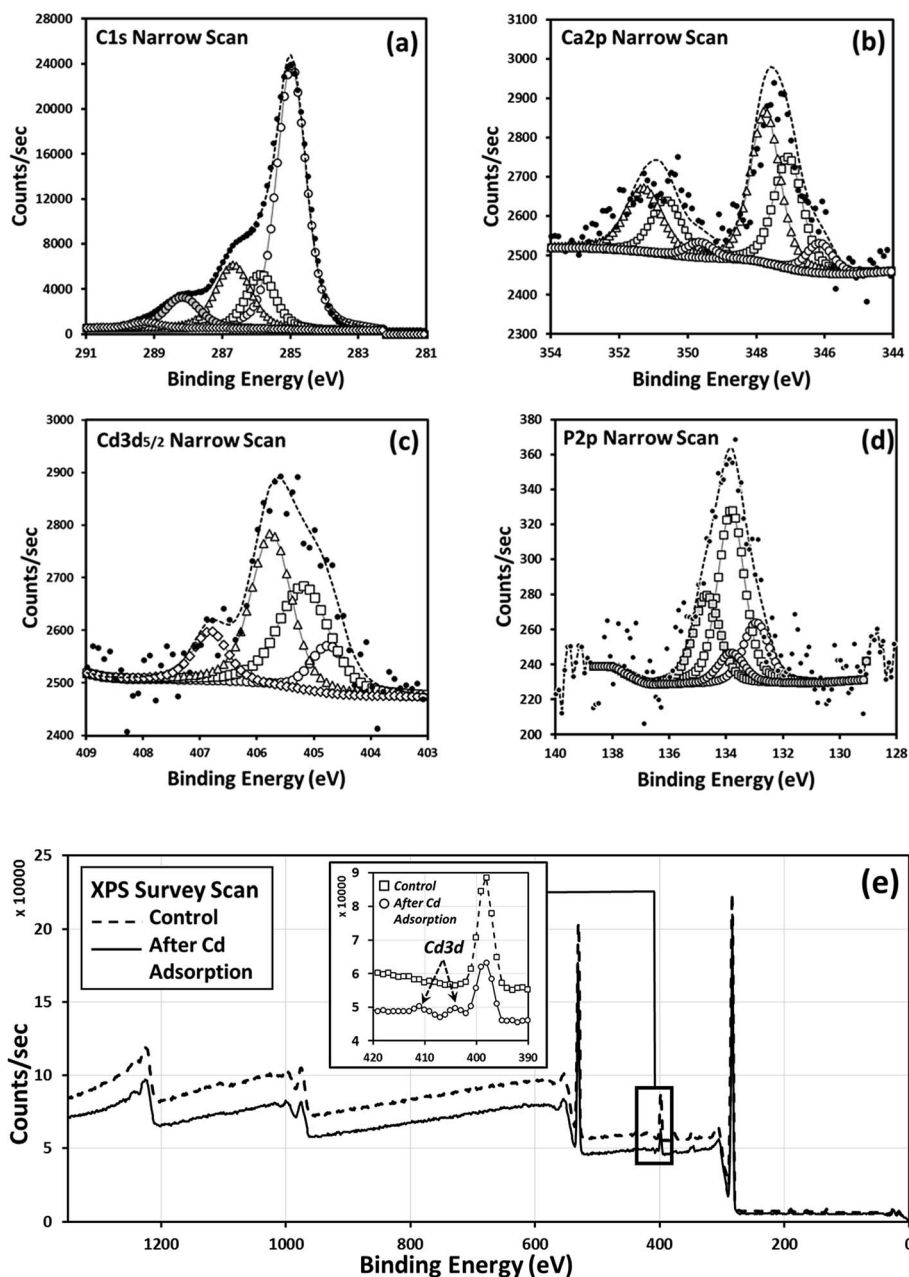 C1s Narrow Scan
(a)
28000
24000
20000
16000
12000
8000
4000
0
Counts/sec
291
289
287
285
283
281
Binding Energy (eV)
Ca2p Narrow Scan
(b)
3100
3000
2900
2800
2700
2600
2500
2400
2300
Counts/sec
354
352
350
348
346
344
Binding Energy (eV)
Cd3d5/2 Narrow Scan
(c)
3000
2900
2800
2700
2600
2500
2400
Counts/sec
409
408
407
406
405
404
403
Binding Energy (eV)
P2p Narrow Scan
(d)
380
360
340
320
300
280
260
240
220
200
Counts/sec
140
138
136
134
132
130
128
Binding Energy (eV)
(e)
x 10000
25
20
15
10
5
0
Counts/sec
XPS Survey Scan
Control
After Cd
Adsorption
x 10000
9
8
7
6
5
4
Control
After Cd
Adsorption
Cd3d
420
410
400
390
1200
1000
800
600
400
200
0
Binding Energy (eV)